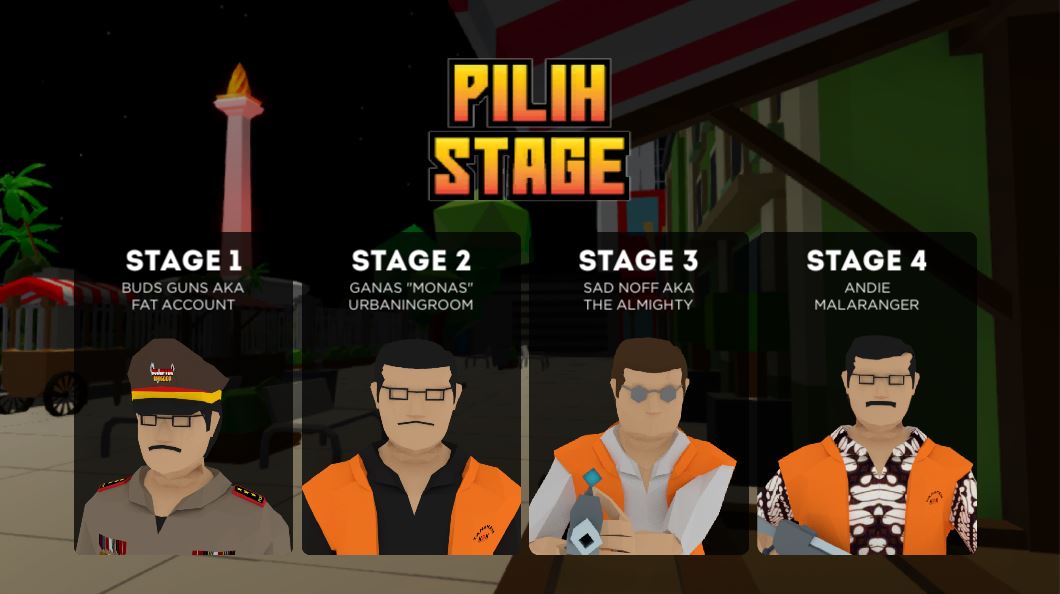 PILIH
STAGE
STAGE 1
BUDS GUNS AKA
FAT ACCOUNT
STAGE 2
GANAS "MONAS"
URBANINGROOM
STAGE 3
SAD NOFF AKA
THE ALMIGHTY
STAGE 4
ANDIE
MALARANGER